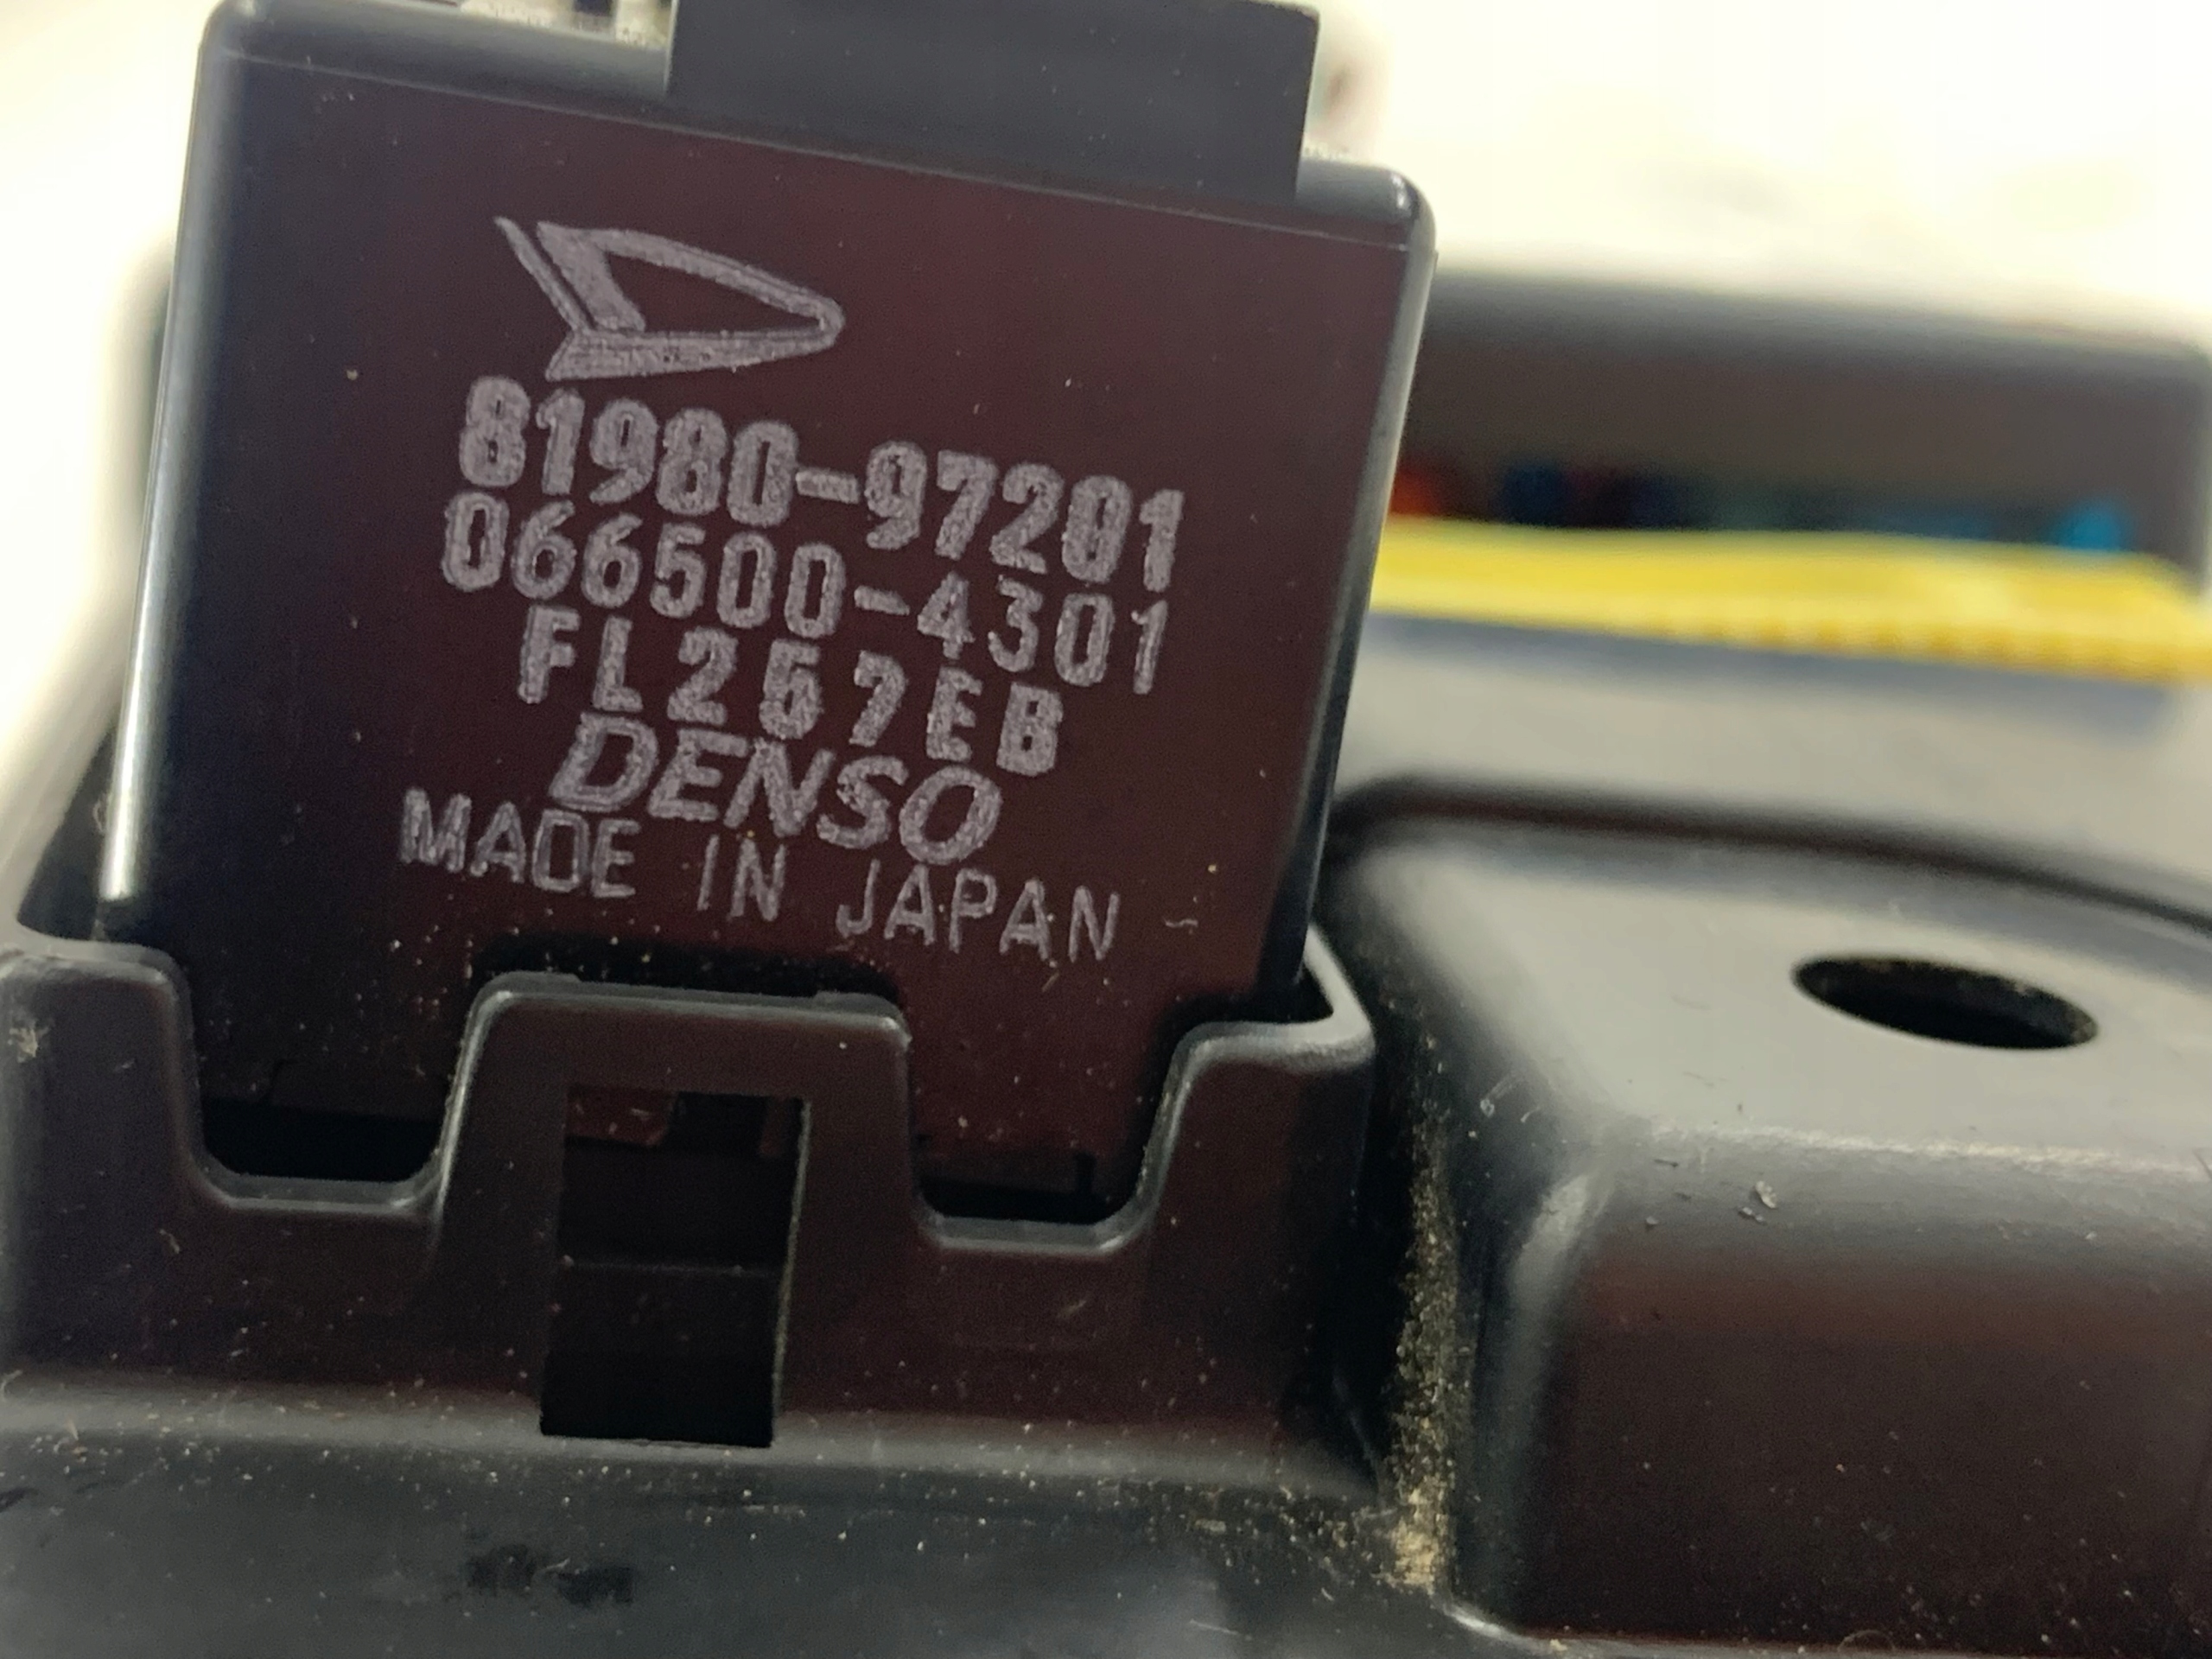 81980-97201
066500-4301
FL257EB
DENSO
MADE IN JAPAN